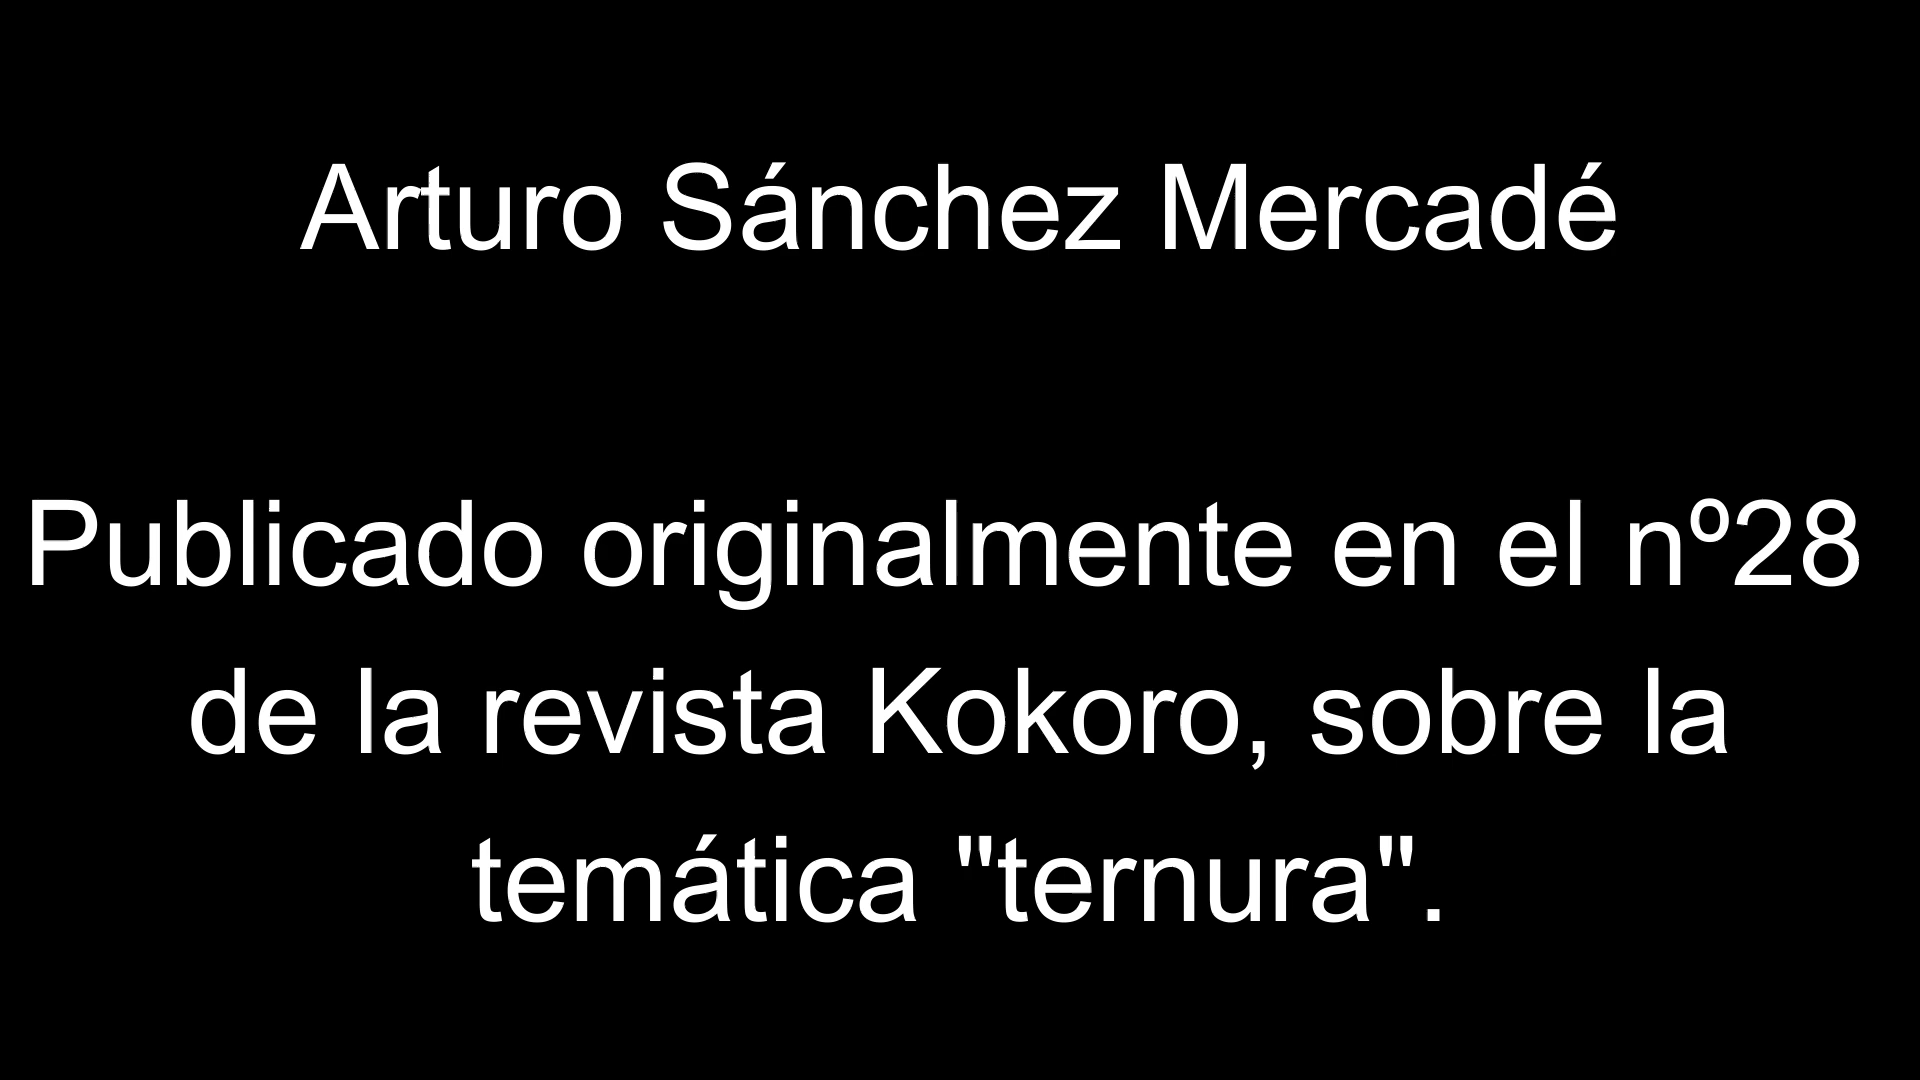 Arturo Sánchez Mercadé
Publicado originalmente en el nº28
de la revista Kokoro, sobre la
temática "ternura".